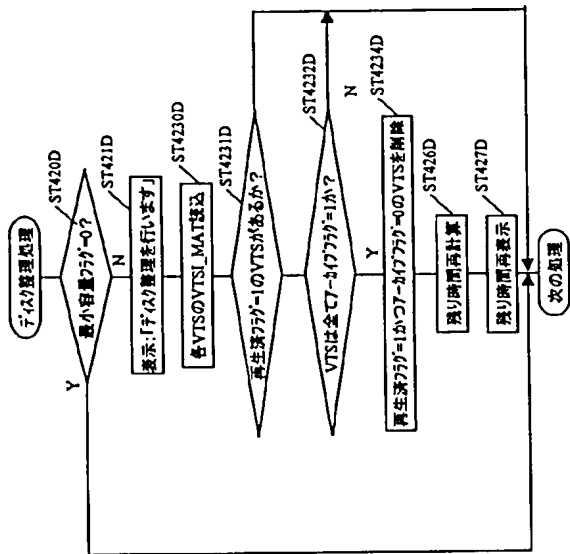 ディスク整理処理
ST420D
最小容量フラグ=0?
Y
N
ST421D
表示:「ディスク整理を行います」
ST4230D
各VTSのVTSI_MAT読込
ST4231D
再生済フラグ=1のVTSがあるか?
ST4232D
VTSは全てアーカイブフラグ=1か?
N
Y
ST4234D
再生済フラグ=1かつアーカイブフラグ=0のVTSを削除
ST426D
残り時間再計算
ST427D
残り時間再表示
次の処理